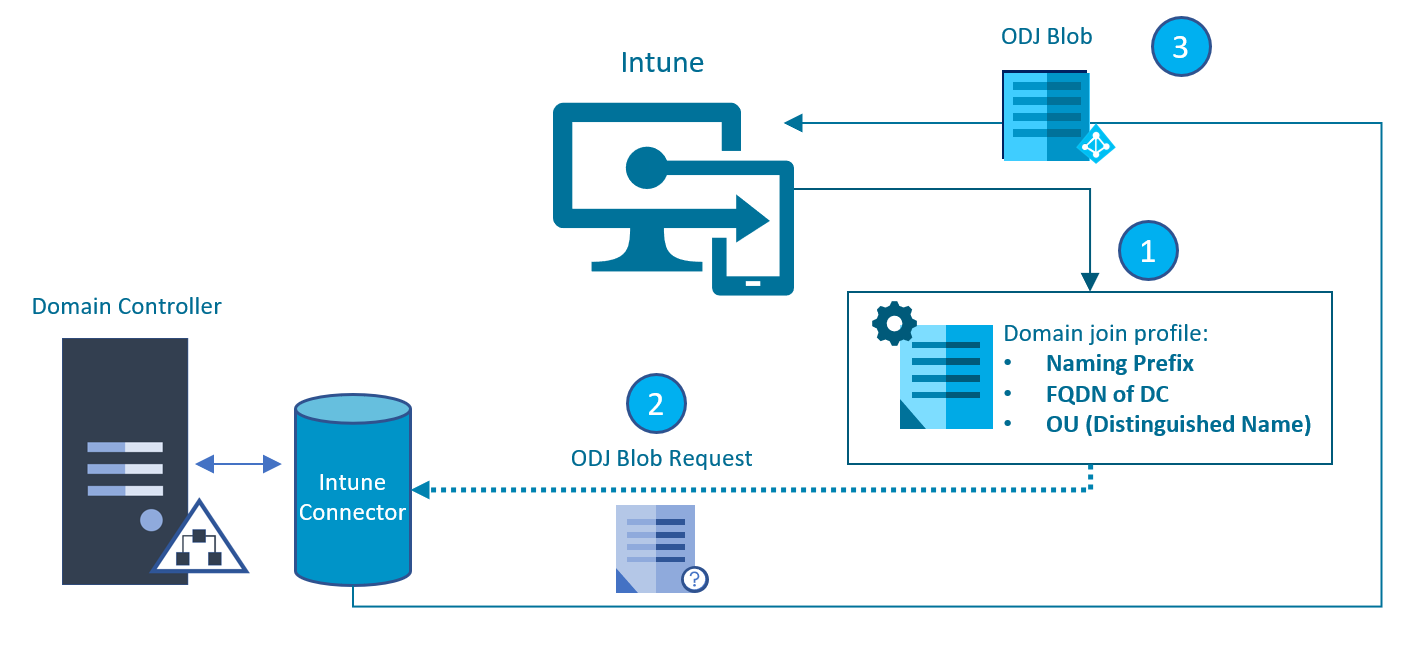 ODJ Blob
3
Intune
1
Domain Controller
Domain join profile:
• Naming Prefix
• FQDN of DC
• OU (Distinguished Name)
2
ODJ Blob Request
Intune
Connector
?